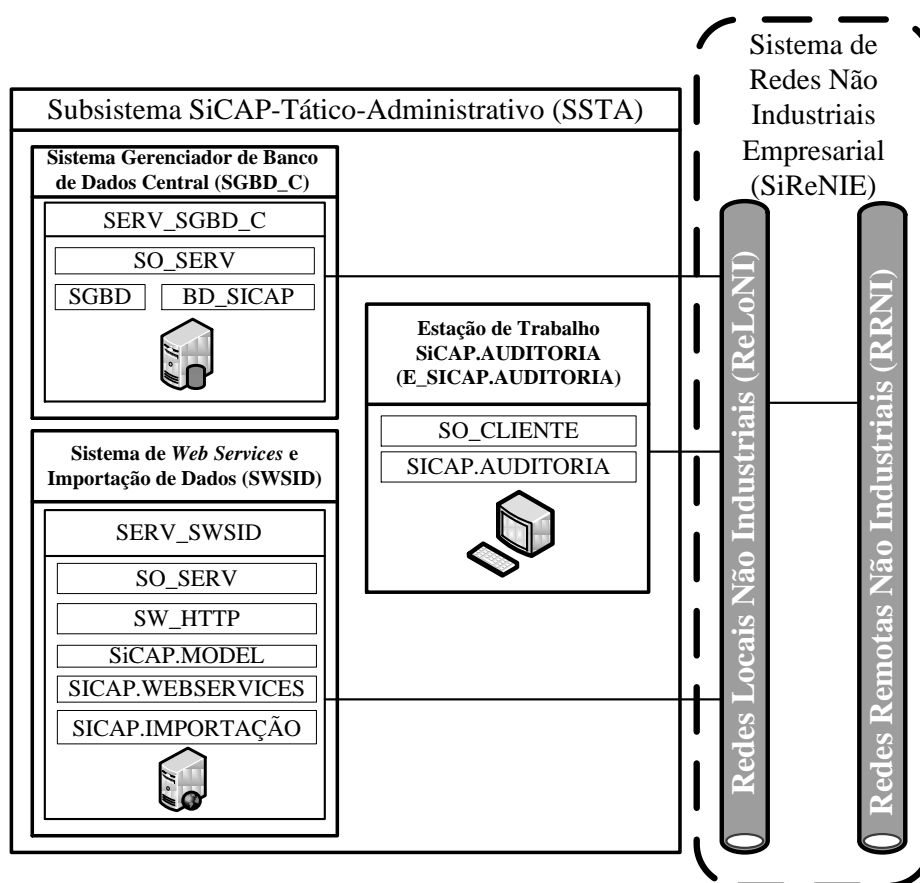 Sistema de
Redes Não
Industriais
Empresarial
(SiReNIE)
Subsistema SiCAP-Tático-Administrativo (SSTA)
Sistema Gerenciador de Banco
de Dados Central (SGBD_C)
SERV_SGBD_C
SO_SERV
SGBD
BD_SICAP
Estação de Trabalho
SiCAP.AUDITORIA
(E_SICAP.AUDITORIA)
SO_CLIENTE
SICAP.AUDITORIA
Sistema de Web Services e
Importação de Dados (SWSID)
SERV_SWSID
SO_SERV
SW_HTTP
SiCAP.MODEL
SICAP.WEBSERVICES
SICAP.IMPORTAÇÃO
Redes Locais Não Industriais (ReLoNI)
Redes Remotas Não Industriais (RRNI)